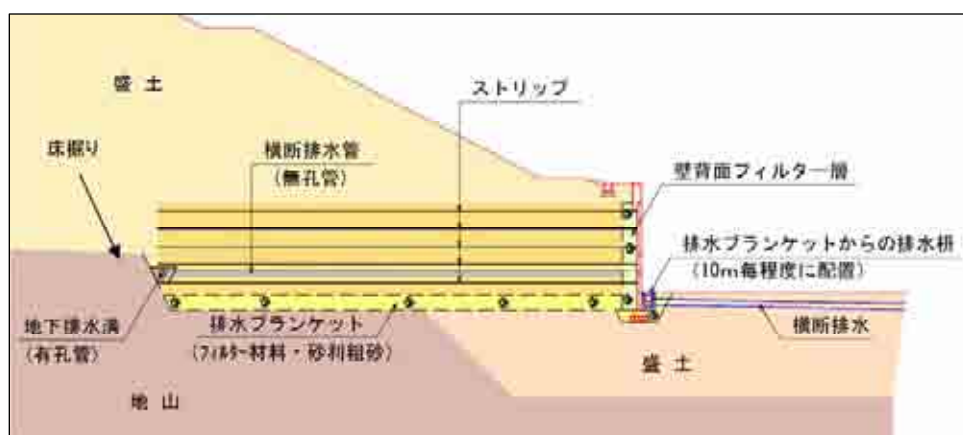 盛 土
ストリップ
床掘り
横断排水管
(無孔管)
壁背面フィルター層
排水ブランケットからの排水桝
(10m毎程度に配置)
地下排水溝
(有孔管)
排水ブランケット
(フィルター材料・砂利粗砂)
横断排水
盛 土
地 山